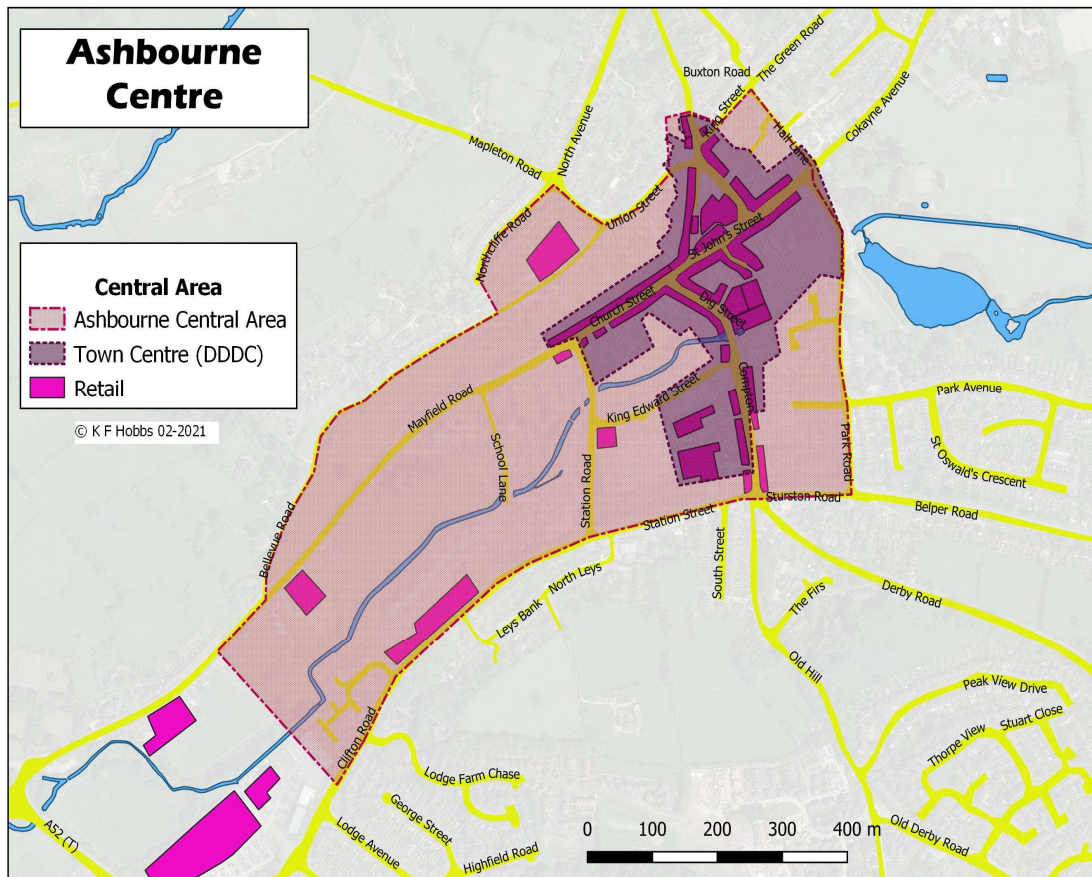 Ashbourne
Centre
Central Area
Ashbourne Central Area
Town Centre (DDDC)
Retail
© K F Hobbs 02-2021
Buxton Road
The Green Road
King Street
Hall Lane
Cokayne Avenue
North Avenue
Mapleton Road
Union Street
Northcliffe Road
St John's Street
Church Street
Dig Street
Compton
King Edward Street
Mayfield Road
School Lane
Station Road
Park Avenue
Park Road
St Oswald's Crescent
Sturston Road
Belper Road
Station Street
South Street
Bellevue Road
North Leys
Leys Bank
The Firs
Derby Road
Old Hill
Peak View Drive
Stuart Close
Thorpe View
Clifton Road
Lodge Farm Chase
George Street
Lodge Avenue
Highfield Road
Old Derby Road
A52 (T)
0 100 200 300 400 m